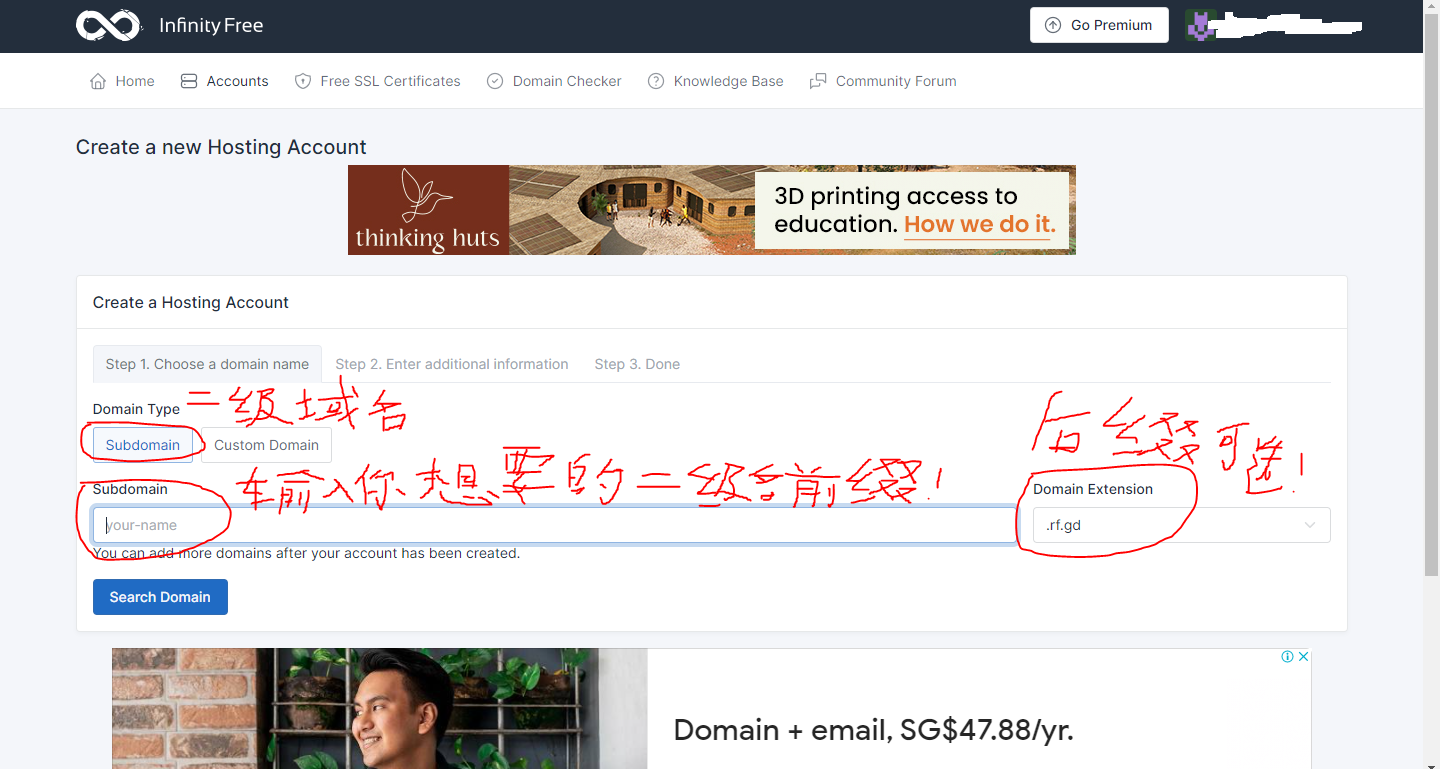 Infinity Free
Go Premium
Home Accounts Free SSL Certificates Domain Checker Knowledge Base Community Forum
Create a new Hosting Account
thinking huts
3D printing access to
education. How we do it.
Create a Hosting Account
Step 1. Choose a domain name Step 2. Enter additional information Step 3. Done
Domain Type 二级域名
后缀可选!
Subdomain Custom Domain
输入你想要的二级名前缀!
Subdomain
Domain Extension
your-name
.rf.gd
You can add more domains after your account has been created.
Search Domain
Domain + email, SG$47.88/yr.